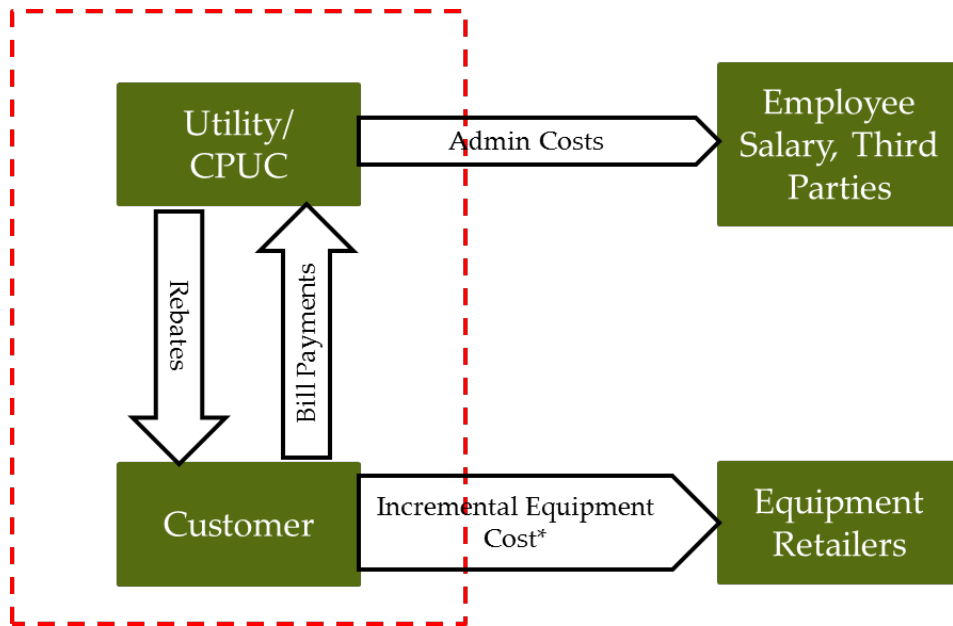 Utility/
CPUC
Admin Costs
Employee
Salary, Third
Parties
Rebates
Bill Payments
Customer
Incremental Equipment
Cost*
Equipment
Retailers